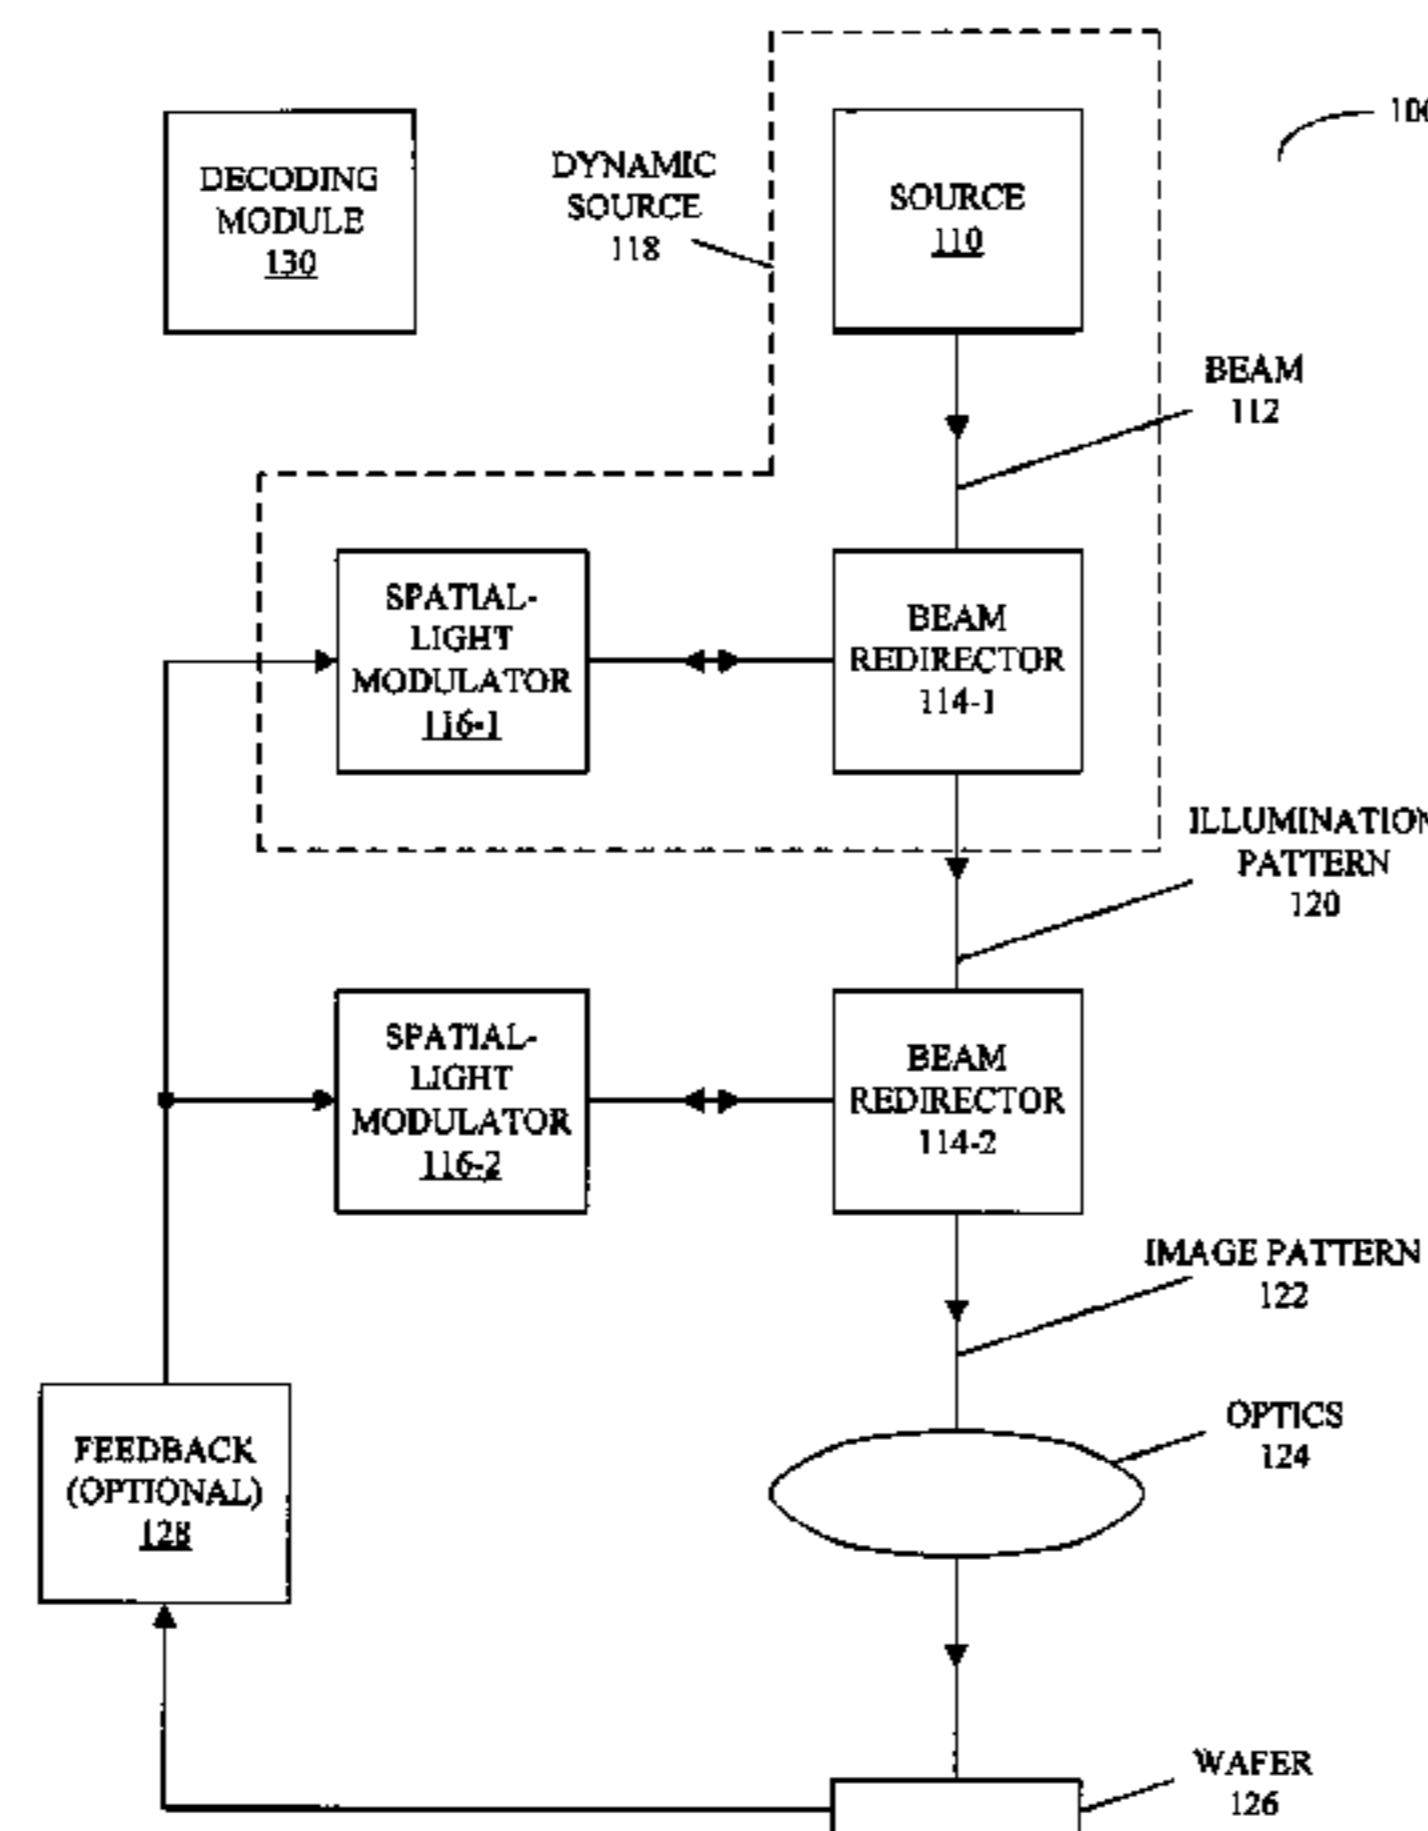 DECODING
MODULE
130
DYNAMIC
SOURCE
118
SOURCE
110
BEAM
112
SPATIAL-
LIGHT
MODULATOR
116-1
BEAM
REDIRECTOR
114-1
ILLUMINATION
PATTERN
120
SPATIAL-
LIGHT
MODULATOR
116-2
BEAM
REDIRECTOR
114-2
IMAGE PATTERN
122
FEEDBACK
(OPTIONAL)
128
OPTICS
124
WAFER
126